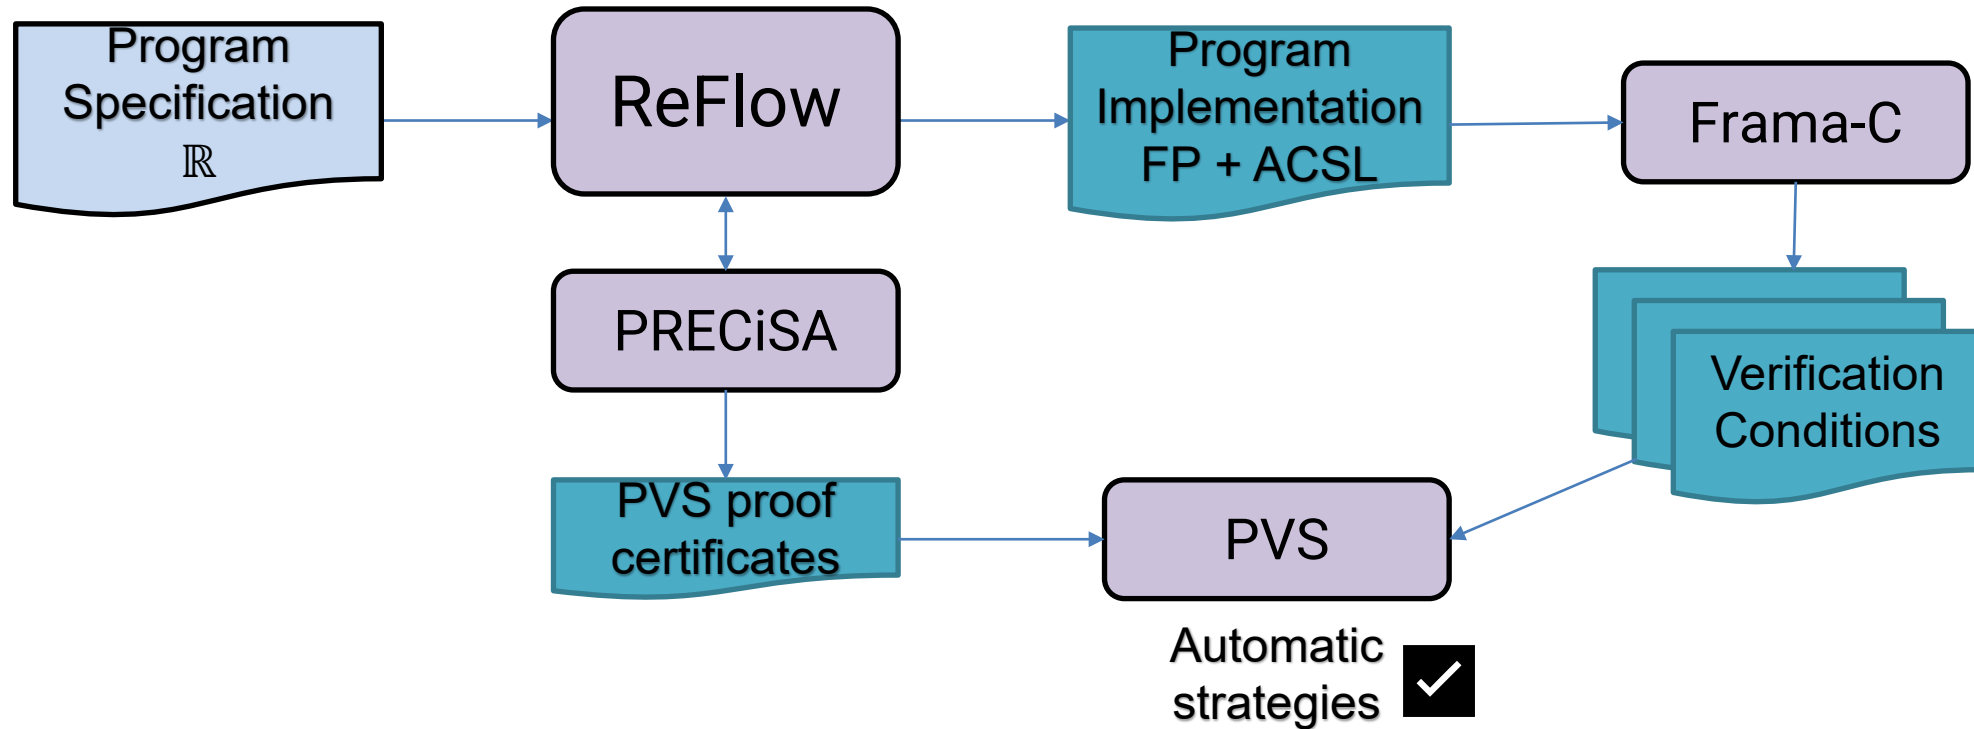 Program
Specification
ℝ
ReFlow
Program
Implementation
FP + ACSL
Frama-C
PRECiSA
Verification
Conditions
PVS proof
certificates
PVS
Automatic
strategies